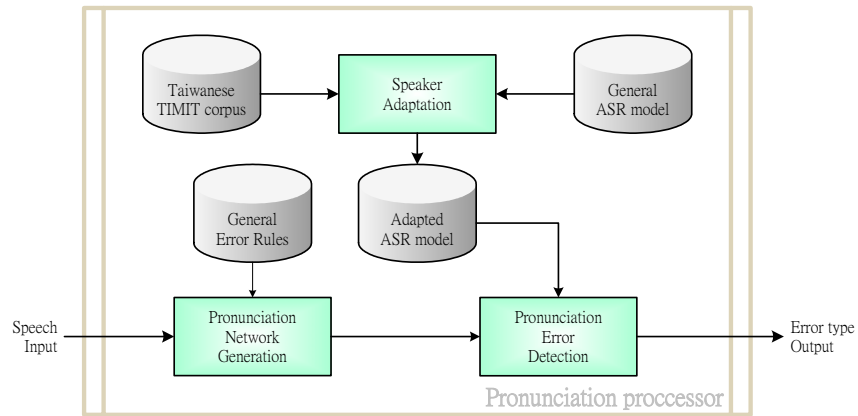 Taiwanese
TIMIT corpus
Speaker
Adaptation
General
ASR model
General
Error Rules
Adapted
ASR model
Speech
Input
Pronunciation
Network
Generation
Pronunciation
Error
Detection
Error type
Output
Pronunciation proccessor